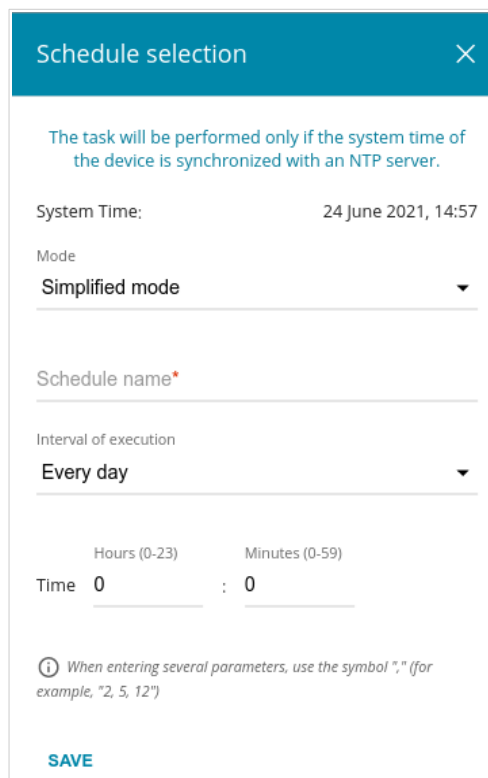 Schedule selection
The task will be performed only if the system time of
the device is synchronized with an NTP server.
System Time: 24 June 2021, 14:57
Mode
Simplified mode
Schedule name*
Interval of execution
Every day
Hours (0-23) Minutes (0-59)
Time 0 : 0
When entering several parameters, use the symbol "," (for
example, "2, 5, 12")
SAVE